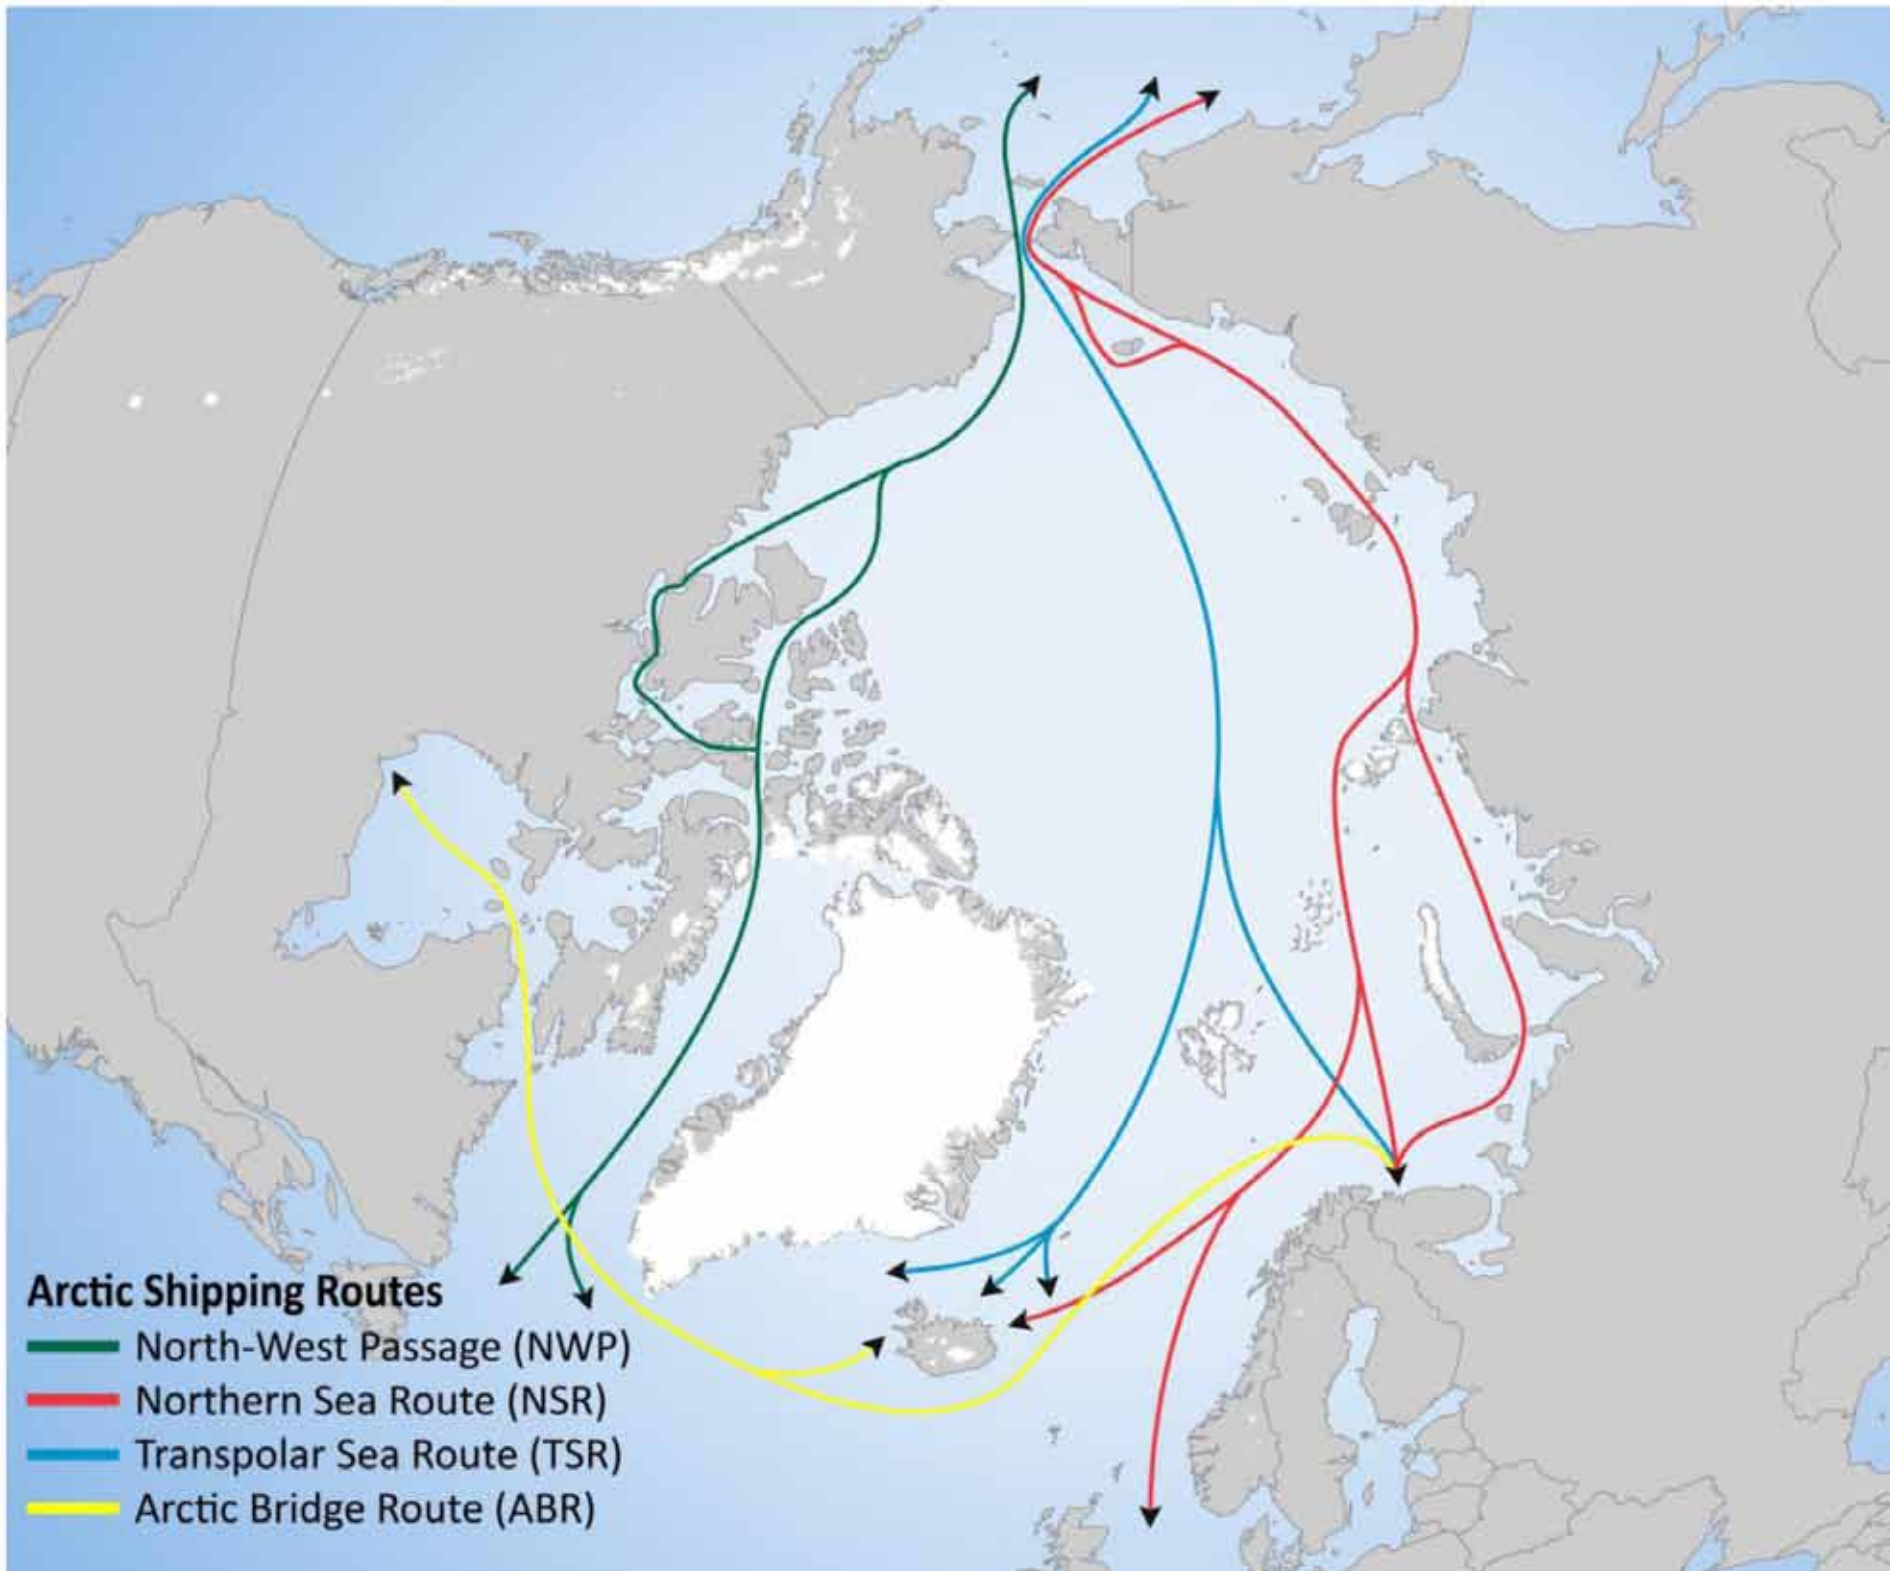 Arctic Shipping Routes
North-West Passage (NWP)
Northern Sea Route (NSR)
Transpolar Sea Route (TSR)
Arctic Bridge Route (ABR)